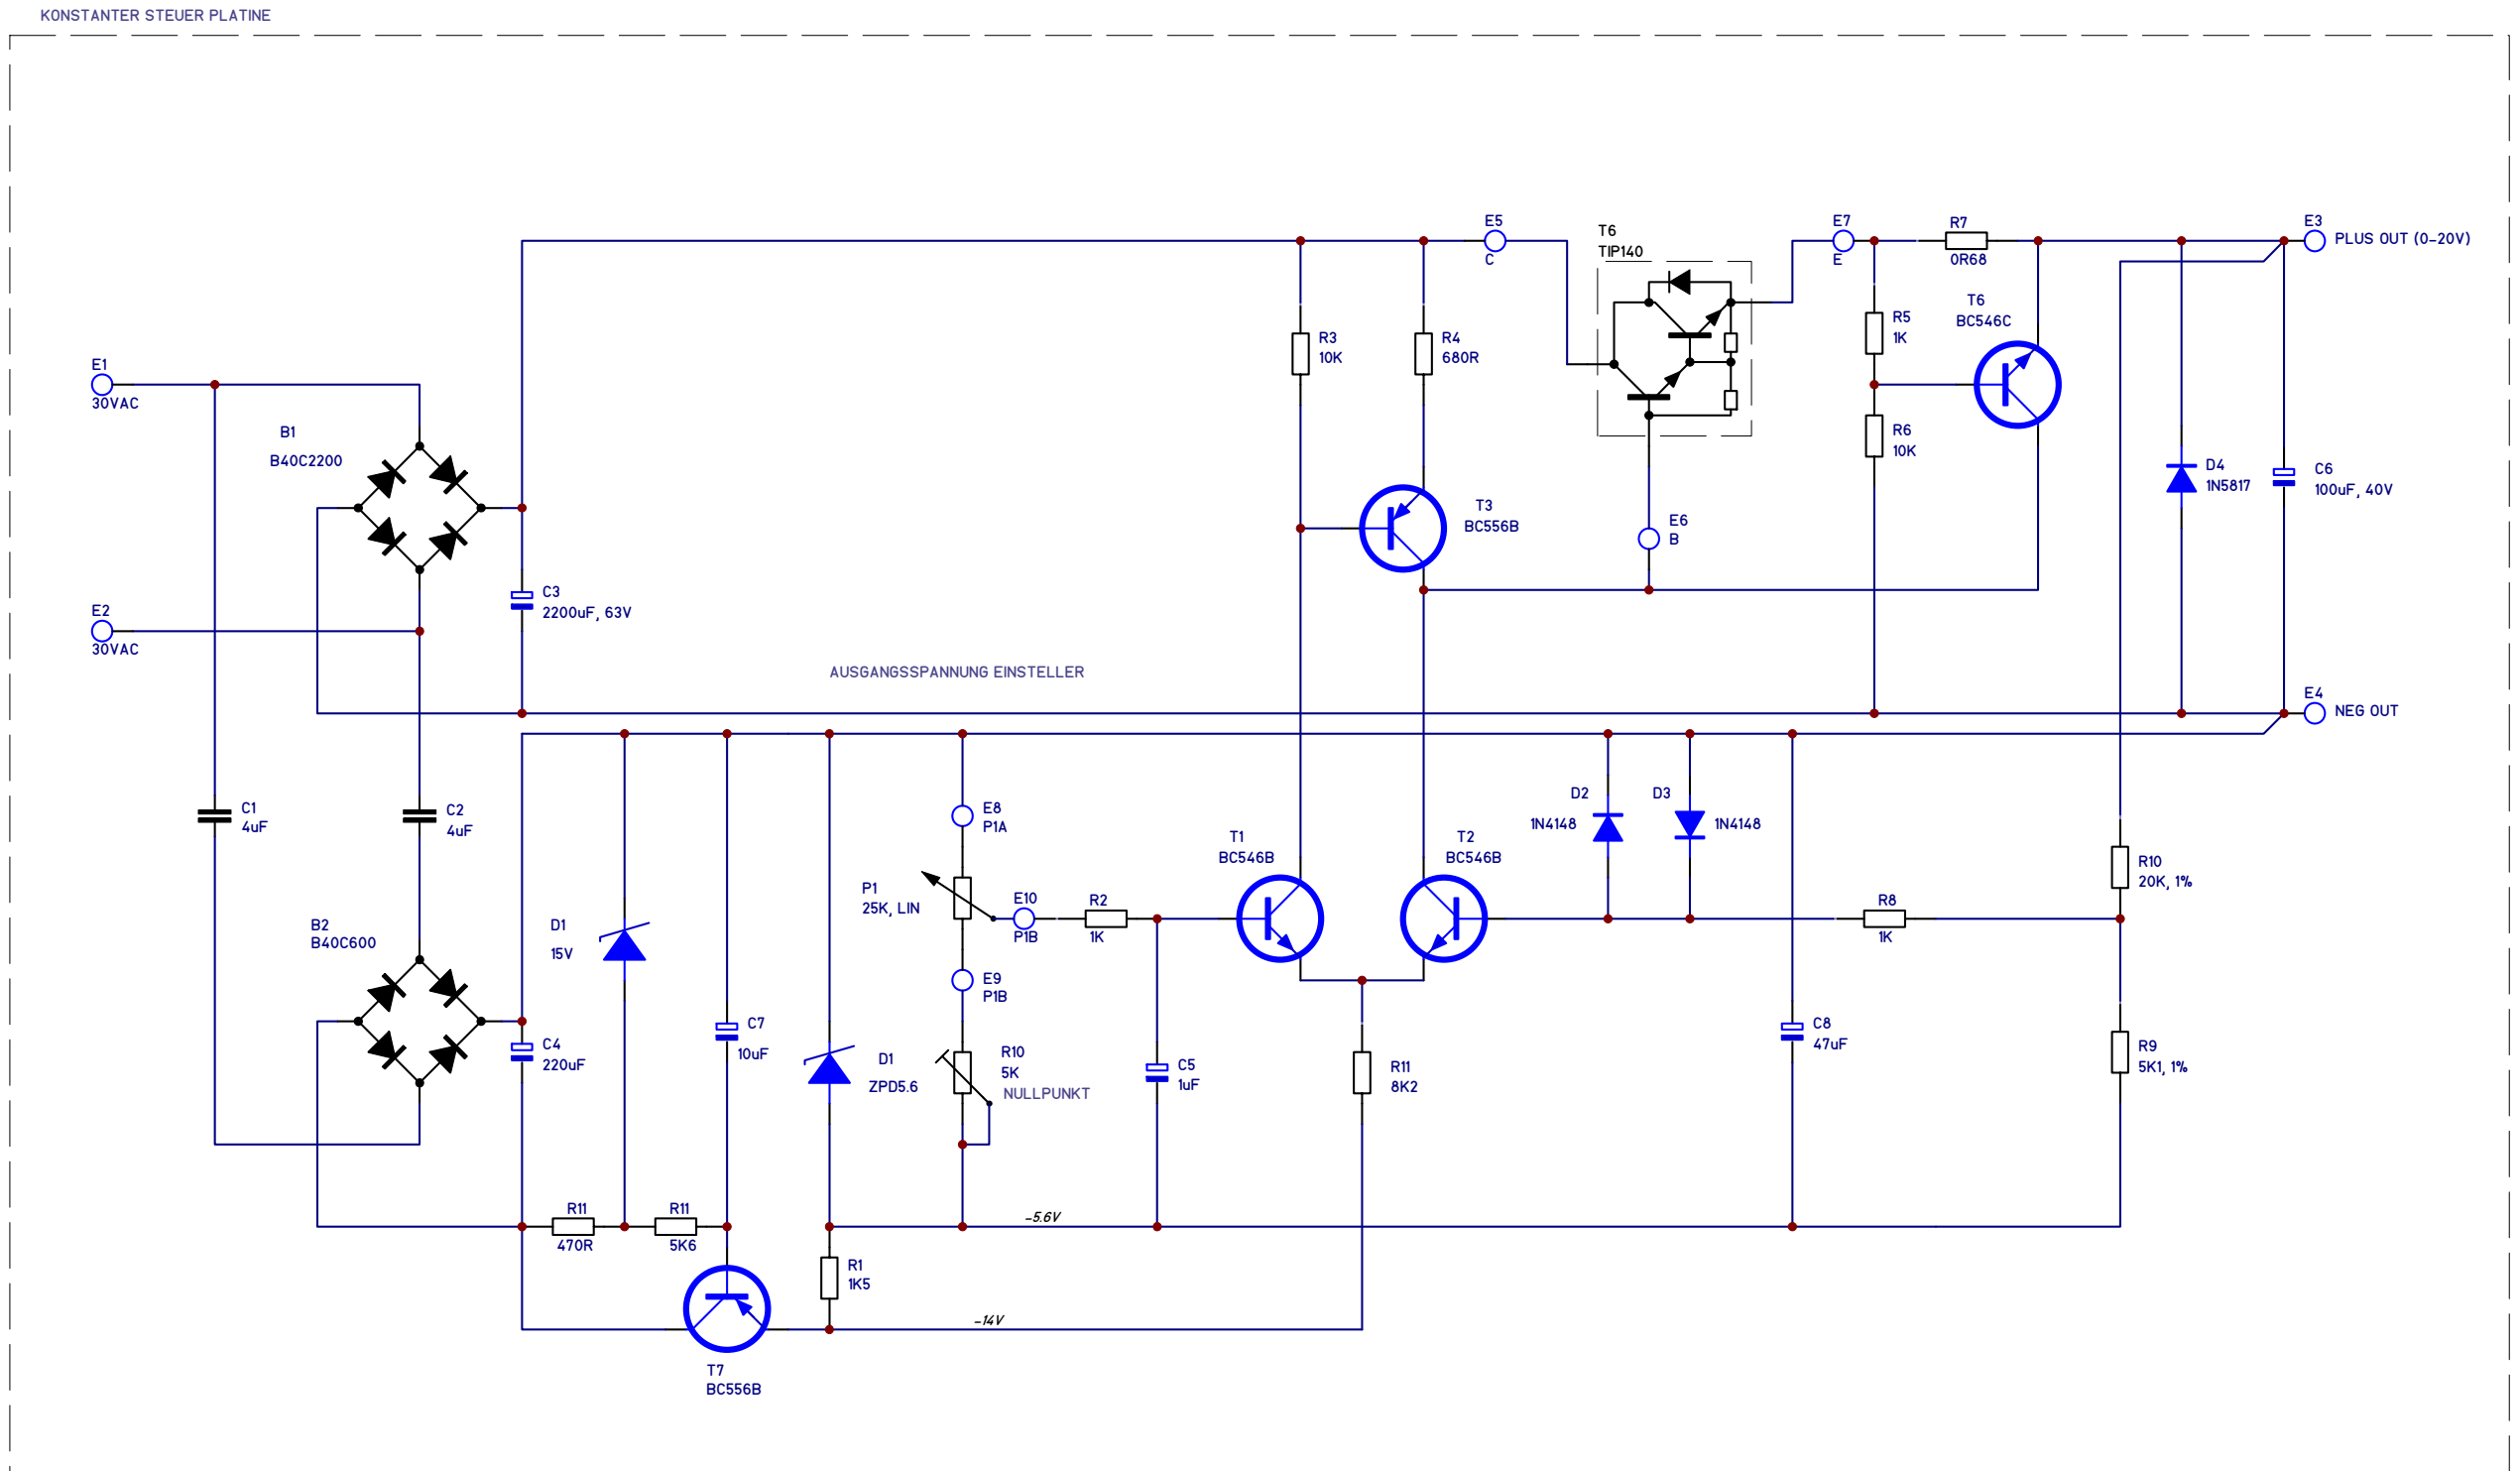 KONSTANTER STEUER PLATINE
E1
30VAC
E2
30VAC
B1
B40C2200
C3
2200uF, 63V
AUSGANGSSPANNUNG EINSTELLER
R3
10K
R4
680R
E5
C
T6
TIP140
E7
E
R7
0R68
E3
PLUS OUT (0-20V)
R5
1K
T6
BC546C
R6
10K
T3
BC556B
E6
B
D4
1N5817
C6
100uF, 40V
E4
NEG OUT
C1
4uF
C2
4uF
B2
B40C600
C4
220uF
D1
15V
C7
10uF
D1
ZPD5.6
E8
P1A
P1
25K, LIN
E10
P1B
R2
1K
E9
P1B
R10
5K
NULLPUNKT
C5
1uF
T1
BC546B
T2
BC546B
D2
1N4148
D3
1N4148
R8
1K
R10
20K, 1%
R11
8K2
C8
47uF
R9
5K1, 1%
R11
470R
R11
5K6
-5.6V
R1
1K5
-14V
T7
BC556B